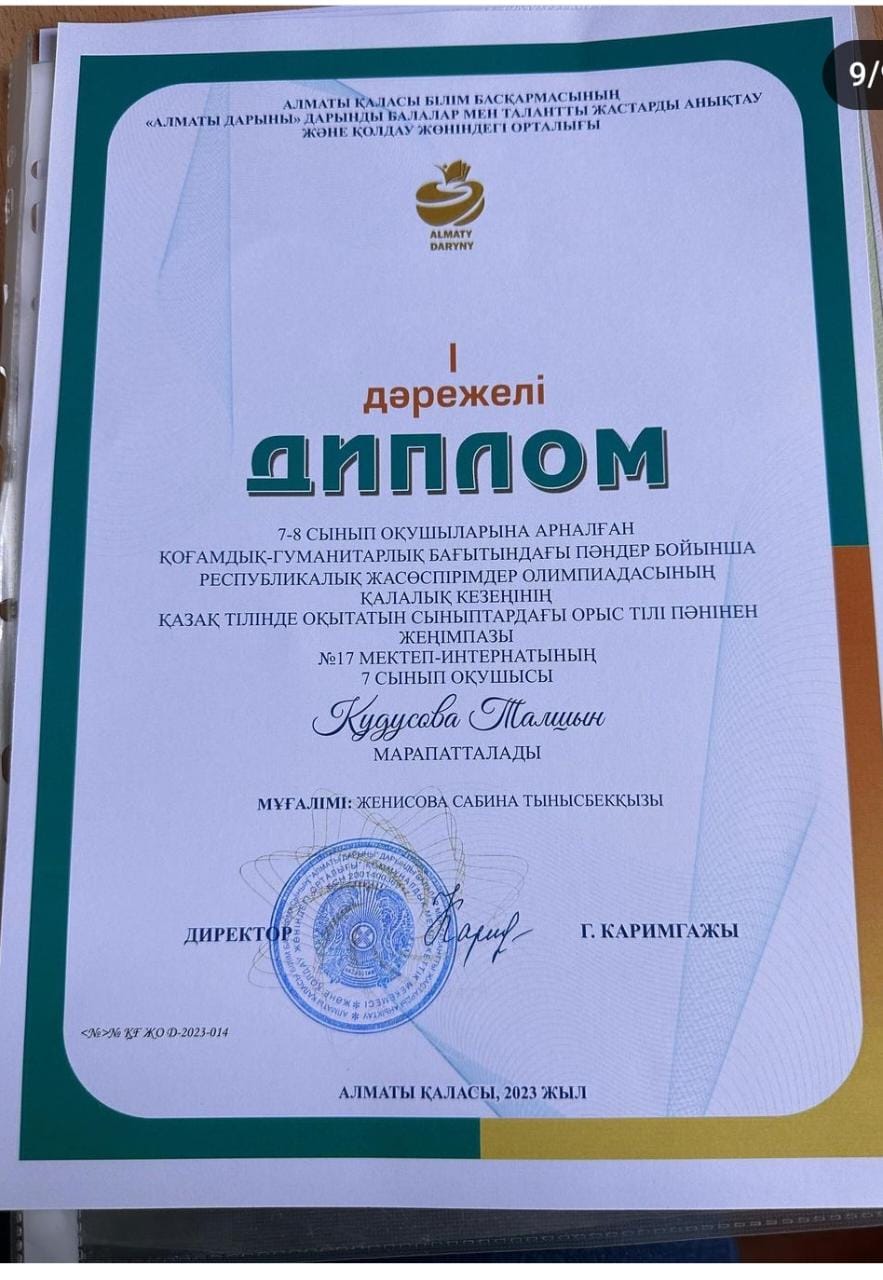 9/9
АЛМАТЫ ҚАЛАСЫ БІЛІМ БАСҚАРМАСЫНЫҢ
«АЛМАТЫ ДАРЫНЫ» ДАРЫНДЫ БАЛАЛАР МЕН ТАЛАНТТЫ ЖАСТАРДЫ АНЫҚТАУ
ЖӘНЕ ҚОЛДАУ ЖӨНІНДЕГІ ОРТАЛЫҒЫ
ALMATY
DARYNY
I
дәрежелі
ДИПЛОМ
7-8 СЫНЫП ОҚУШЫЛАРЫНА АРНАЛҒАН
ҚОҒАМДЫҚ-ГУМАНИТАРЛЫҚ БАҒЫТЫНДАҒЫ ПӘНДЕР БОЙЫНША
РЕСПУБЛИКАЛЫҚ ЖАСӨСПІРІМДЕР ОЛИМПИАДАСЫНЫҢ
ҚАЛАЛЫҚ КЕЗЕҢІНІҢ
ҚАЗАҚ ТІЛІНДЕ ОҚЫТАТЫН СЫНЫПТАРДАҒЫ ОРЫС ТІЛІ ПӘНІНЕН
ЖЕҢІМПАЗЫ
№17 МЕКТЕП-ИНТЕРНАТЫНЫҢ
7 СЫНЫП ОҚУШЫСЫ
Кудусова Талшын
МАРАПАТТАЛАДЫ
МҰҒАЛІМІ: ЖЕНИСОВА САБИНА ТЫНЫСБЕКҚЫЗЫ
ДИРЕКТОР Г. КАРИМГАЖЫ
<№>№ ҚҒ ЖО D-2023-014
АЛМАТЫ ҚАЛАСЫ, 2023 ЖЫЛ